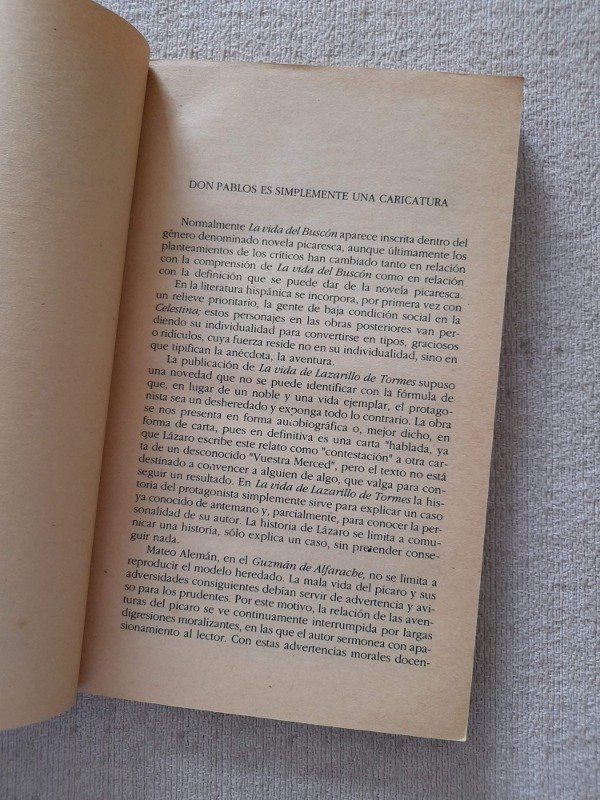 DON PABLOS ES SIMPLEMENTE UNA CARICATURA
Normalmente La vida del Buscón aparece inscrita dentro del
género denominado novela picaresca, aunque últimamente los
planteamientos de los críticos han cambiado tanto en relación
con la comprensión de La vida del Buscón como en relación
con la definición que se puede dar de la novela picaresca.
En la literatura hispánica se incorpora, por primera vez con
un relieve prioritario, la gente de baja condición social en la
Celestina; estos personajes en las obras posteriores van per-
diendo su individualidad para convertirse en tipos, graciosos
o ridículos, cuya fuerza reside no en su individualidad, sino en
que tipifican la anécdota, la aventura.
La publicación de La vida de Lazarillo de Tormes supuso
una novedad que no se puede identificar con la fórmula de
que, en lugar de un noble y una vida ejemplar, el protago-
nista sea un desheredado y exponga todo lo contrario. La obra
se nos presenta en forma autobiográfica o, mejor dicho, en
forma de carta, pues en definitiva es una carta "hablada, ya
que Lázaro escribe este relato como "contestación" a otra car-
ta de un desconocido "Vuestra Merced", pero el texto no está
destinado a convencer a alguien de algo, que valga para con-
seguir un resultado. En La vida de Lazarillo de Tormes la his-
toria del protagonista simplemente sirve para explicar un caso
ya conocido de antemano y, parcialmente, para conocer la per-
sonalidad de su autor. La historia de Lázaro se limita a comu-
nicar una historia, sólo explica un caso, sin pretender conse-
guir nada.
Mateo Alemán, en el Guzmán de Alfarache, no se limita a
reproducir el modelo heredado. La mala vida del pícaro y sus
adversidades consiguientes debían servir de advertencia y avi-
so para los prudentes. Por este motivo, la relación de las aven-
turas del pícaro se ve continuamente interrumpida por largas
digresiones moralizantes, en las que el autor sermonea con apa-
sionamiento al lector. Con estas advertencias morales docen-